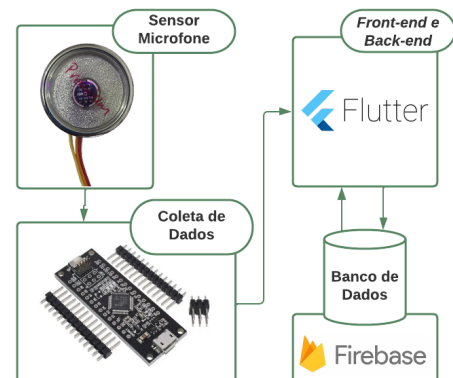 Sensor
Microfone
Coleta de
Dados
Front-end e
Back-end
Flutter
Banco de
Dados
Firebase